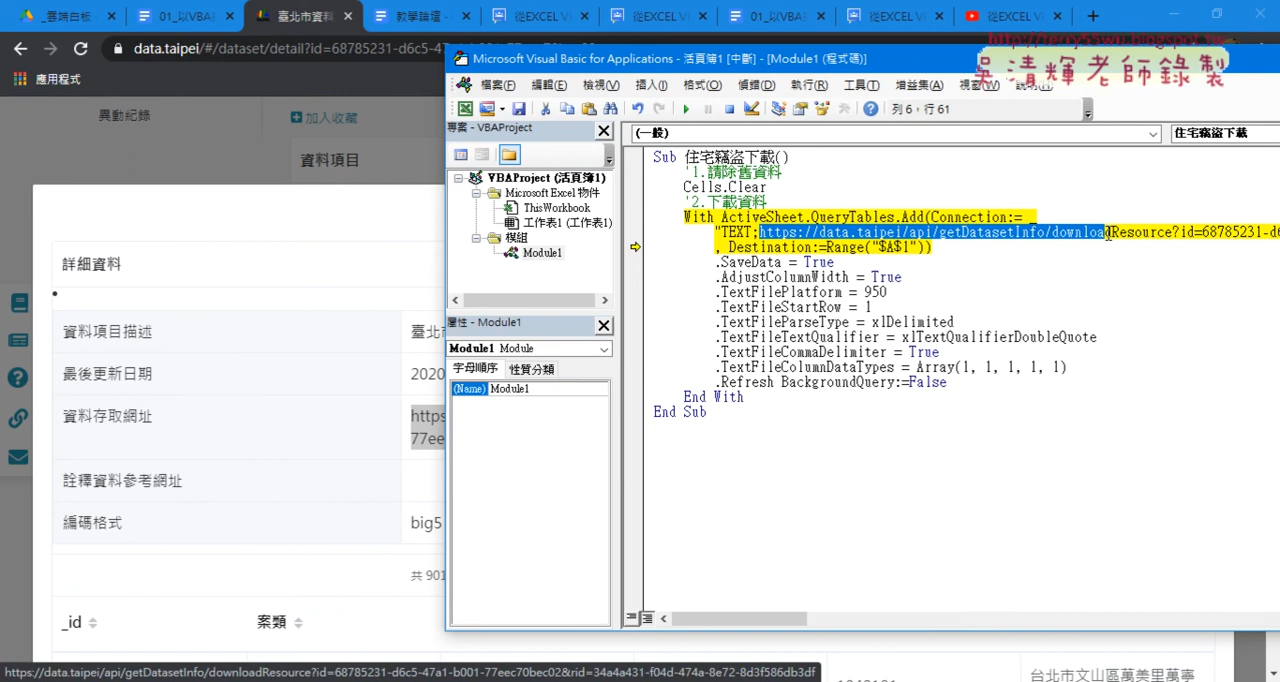 _雲端白板
01_以VBA
臺北市資料
教學論壇 -
從EXCEL V
從EXCEL V
01_以VBA
從EXCEL V
從EXCEL VI
data.taipei/#/dataset/detail?id=68785231-d6c5-4
應用程式
http://terry55wu.blogspot.tw
吳清輝老師錄製
異動紀錄
加入收藏
資料項目
詳細資料
資料項目描述
臺北市
最後更新日期
2020
資料存取網址
https
77ee
詮釋資料參考網址
編碼格式
big5
共 901
_id
案類
台北市文山區萬美里萬寧
https://data.taipei/api/getDatasetInfo/downloadResource?id=68785231-d6c5-47a1-b001-77eec70bec02&rid=34a4a431-f04d-474a-8e72-8d3f586db3df
Microsoft Visual Basic for Applications - 活頁簿1 [中斷] - [Module1 (程式碼)]
檔案(F) 編輯(E) 檢視(V) 插入(I) 格式(O) 偵錯(D) 執行(R) 工具(T) 增益集(A) 視窗(W) 說明(H)
列 6，行 61
專案 - VBAProject
VBAProject (活頁簿1)
Microsoft Excel 物件
ThisWorkbook
工作表1 (工作表1)
模組
Module1
屬性 - Module1
Module1 Module
字母順序 性質分類
(Name) Module1
(一般)
住宅竊盜下載
Sub 住宅竊盜下載()
'1.請除舊資料
Cells.Clear
'2.下載資料
With ActiveSheet.QueryTables.Add(Connection:= _
"TEXT;https://data.taipei/api/getDatasetInfo/downloadResource?id=68785231-d6
, Destination:=Range("$A$1"))
.SaveData = True
.AdjustColumnWidth = True
.TextFilePlatform = 950
.TextFileStartRow = 1
.TextFileParseType = xlDelimited
.TextFileTextQualifier = xlTextQualifierDoubleQuote
.TextFileCommaDelimiter = True
.TextFileColumnDataTypes = Array(1, 1, 1, 1, 1)
.Refresh BackgroundQuery:=False
End With
End Sub